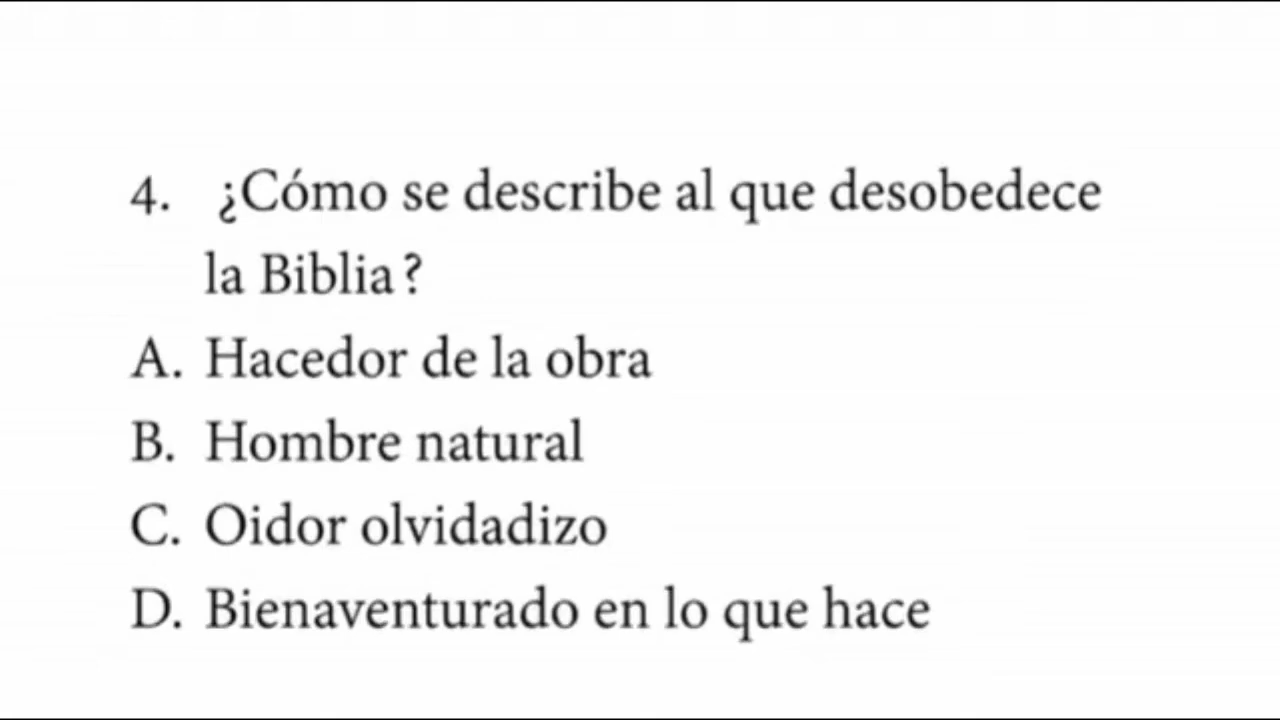 4. ¿Cómo se describe al que desobedece
la Biblia?
A. Hacedor de la obra
B. Hombre natural
C. Oidor olvidadizo
D. Bienaventurado en lo que hace